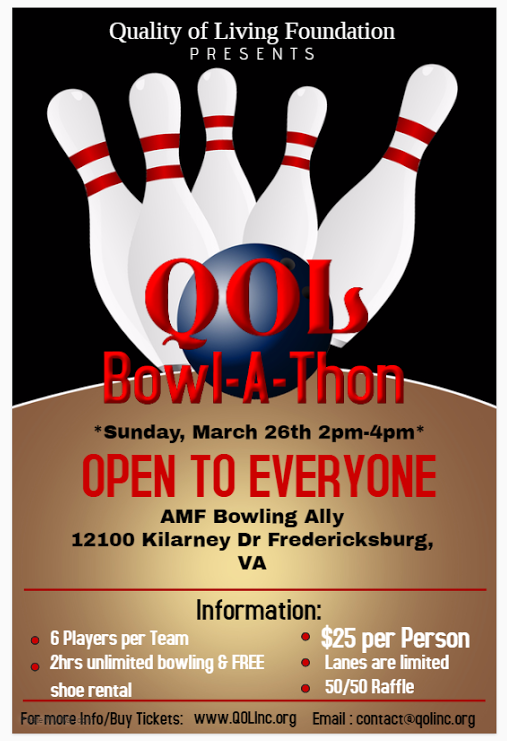 Quality of Living Foundation
PRESENTS
QOLs
Bowl-A-Thon
*Sunday, March 26th 2pm-4pm*
OPEN TO EVERYONE
AMF Bowling Ally
12100 Kilarney Dr Fredericksburg,
VA
Information:
6 Players per Team
2hrs unlimited bowling & FREE
shoe rental
$25 per Person
Lanes are limited
50/50 Raffle
For more Info/Buy Tickets: www.QOLInc.org Email : contact@qolinc.org